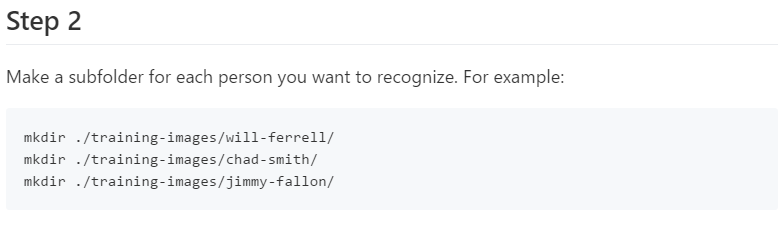 Step 2
Make a subfolder for each person you want to recognize. For example:
mkdir ./training-images/will-ferrell/
mkdir ./training-images/chad-smith/
mkdir ./training-images/jimmy-fallon/